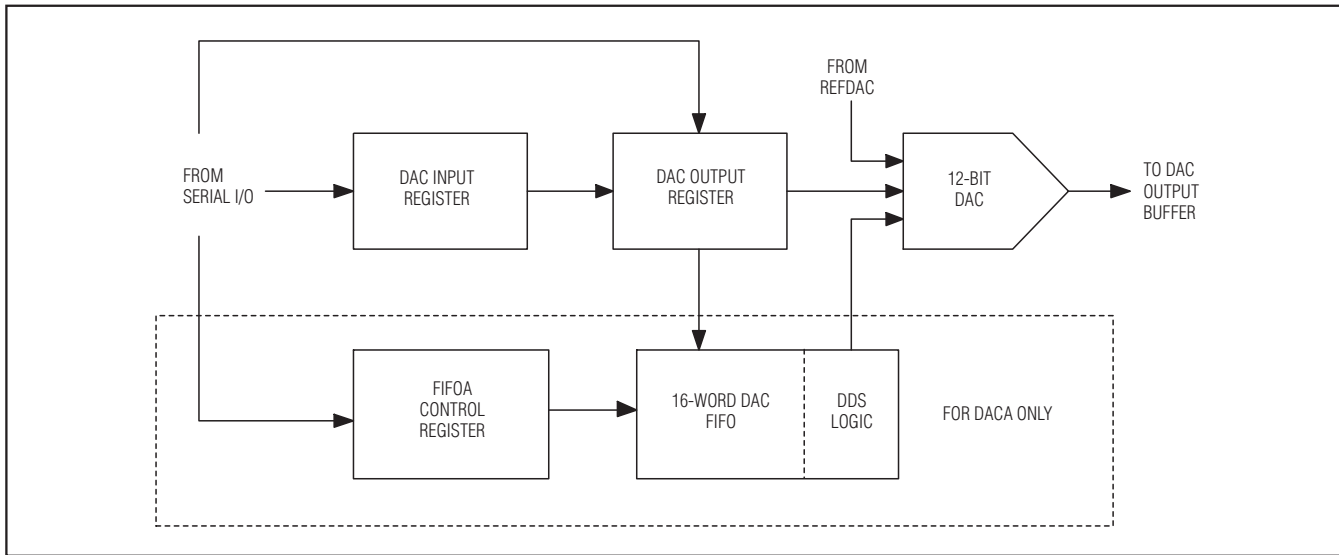 FROM
REFDAC
FROM
SERIAL I/O
DAC INPUT
REGISTER
DAC OUTPUT
REGISTER
12-BIT
DAC
TO DAC
OUTPUT
BUFFER
FIFOA
CONTROL
REGISTER
16-WORD DAC
FIFO
DDS
LOGIC
FOR DACA ONLY